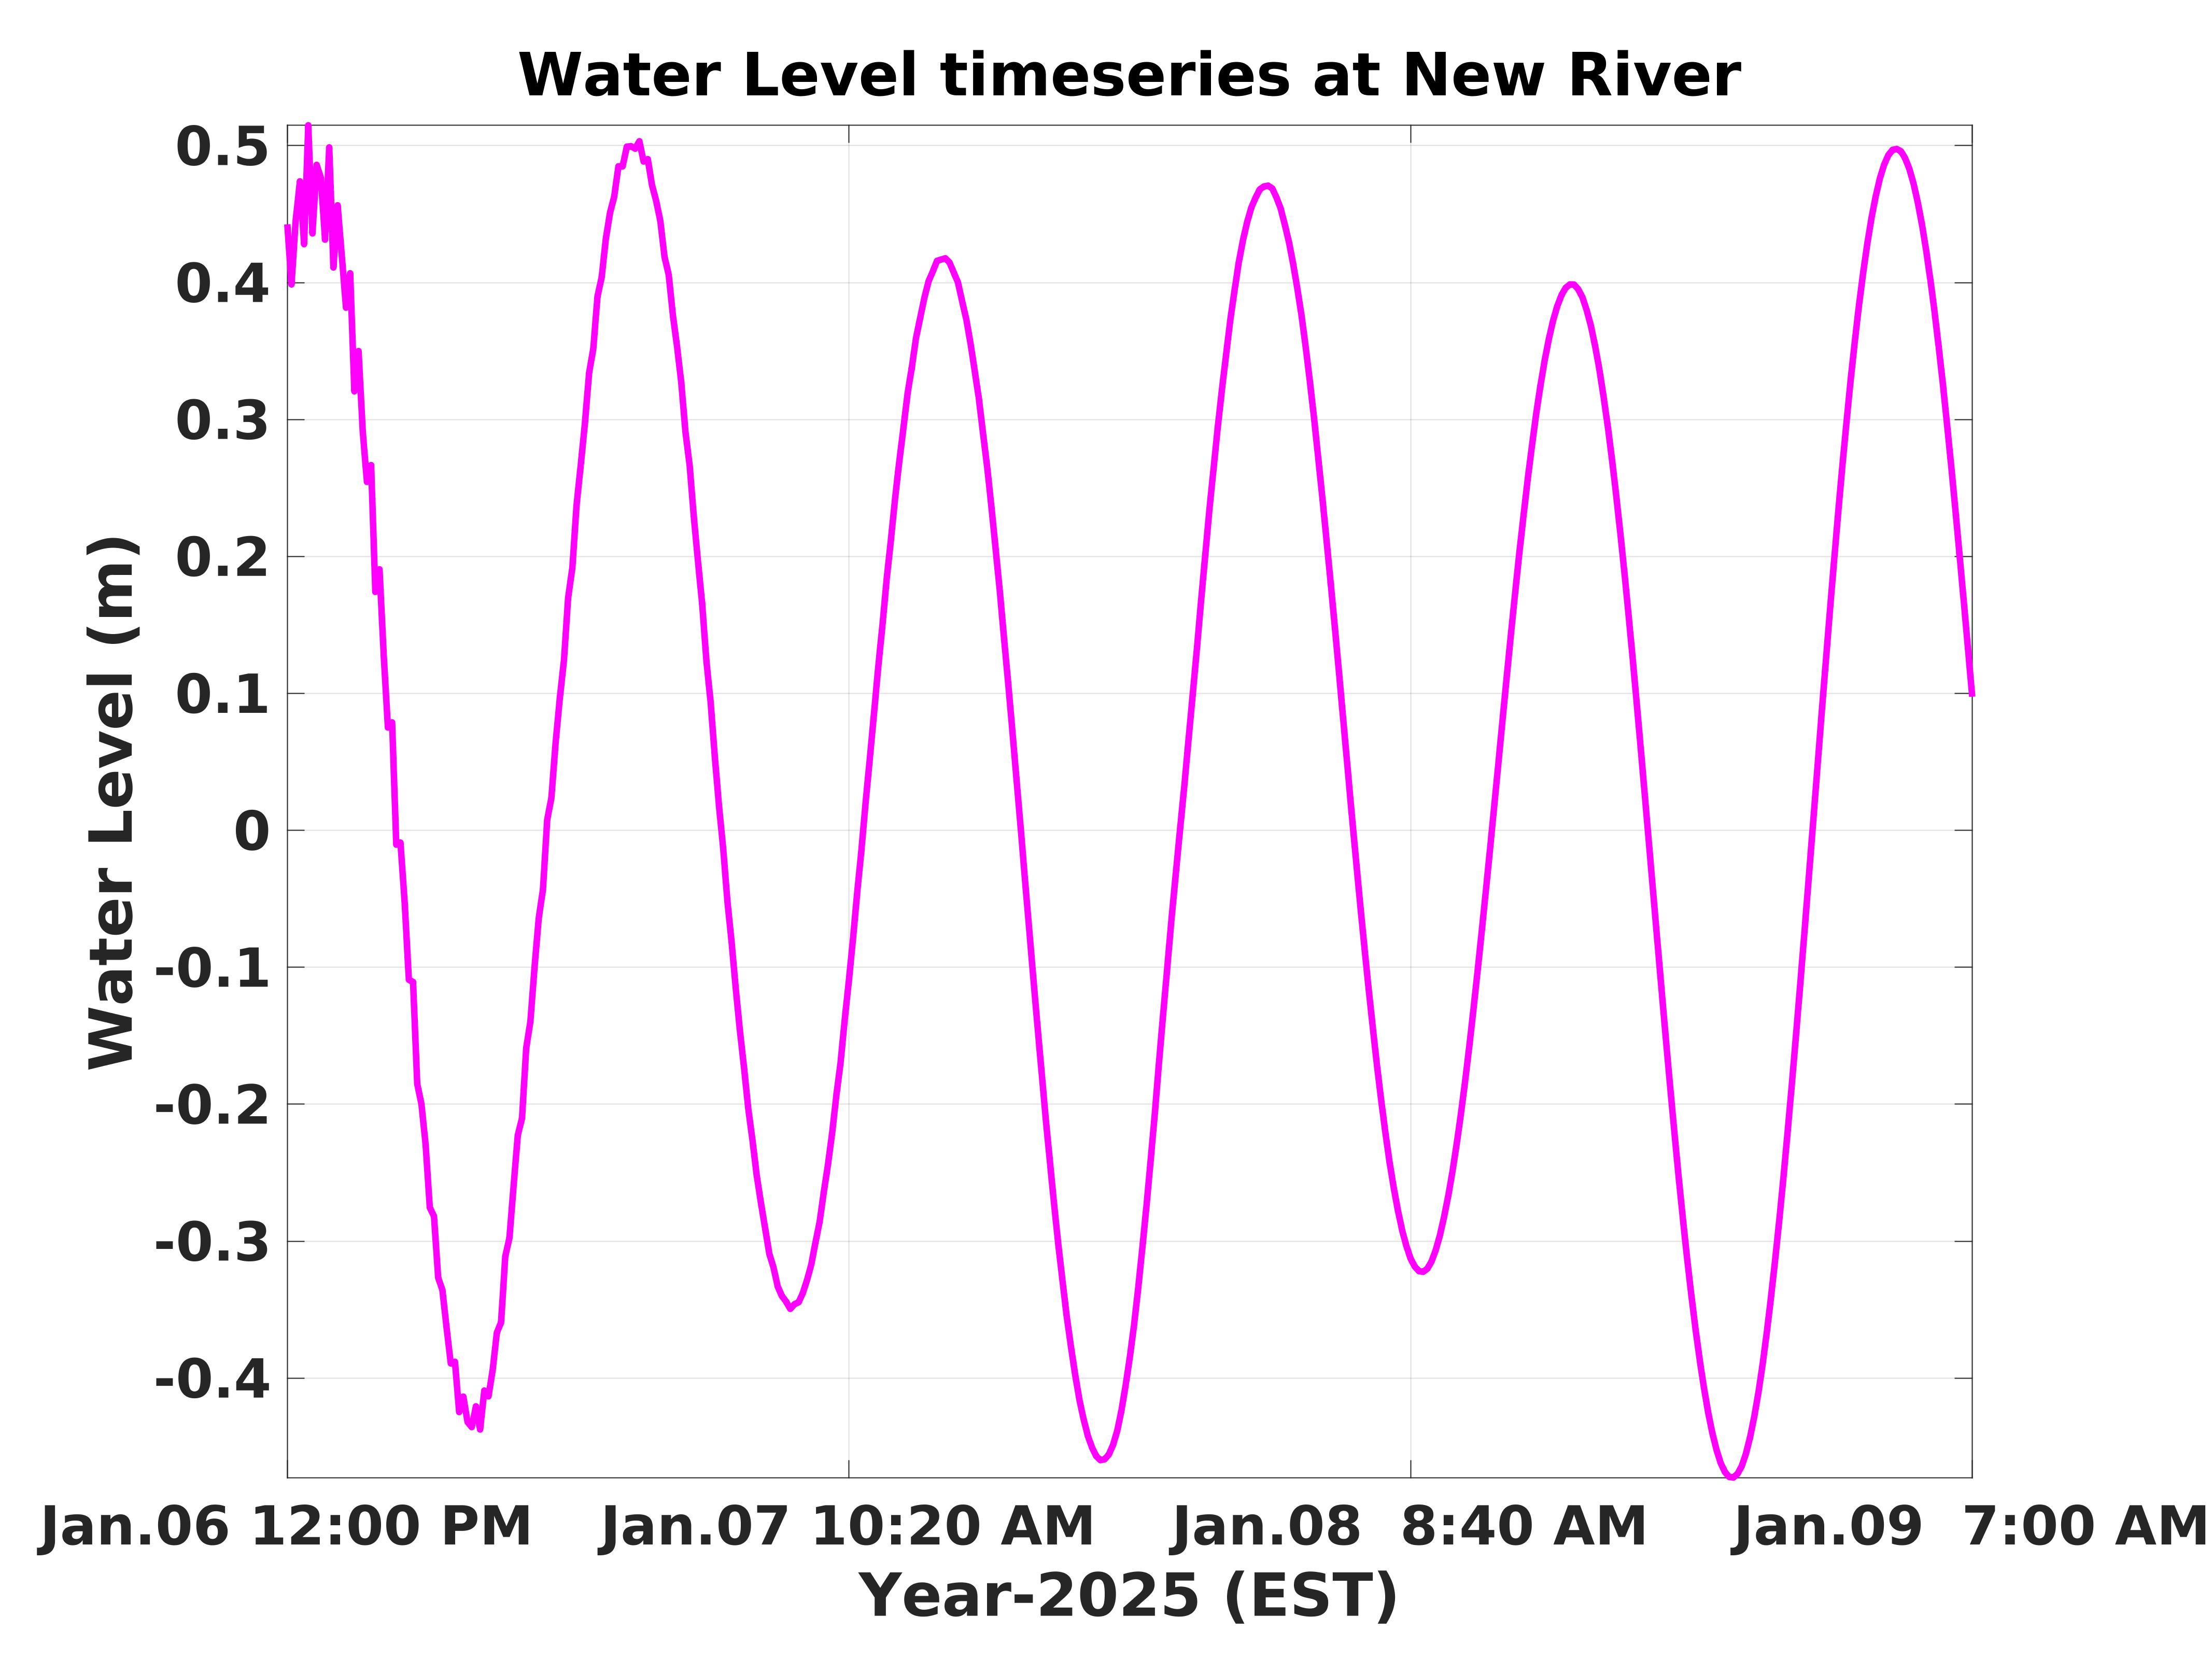 Water Level timeseries at New River
0.5
0.4
0.3
0.2
0.1
0
-0.1
-0.2
-0.3
-0.4
Water Level (m)
Jan.06 12:00 PM Jan.07 10:20 AM Jan.08 8:40 AM Jan.09 7:00 AM
Year-2025 (EST)